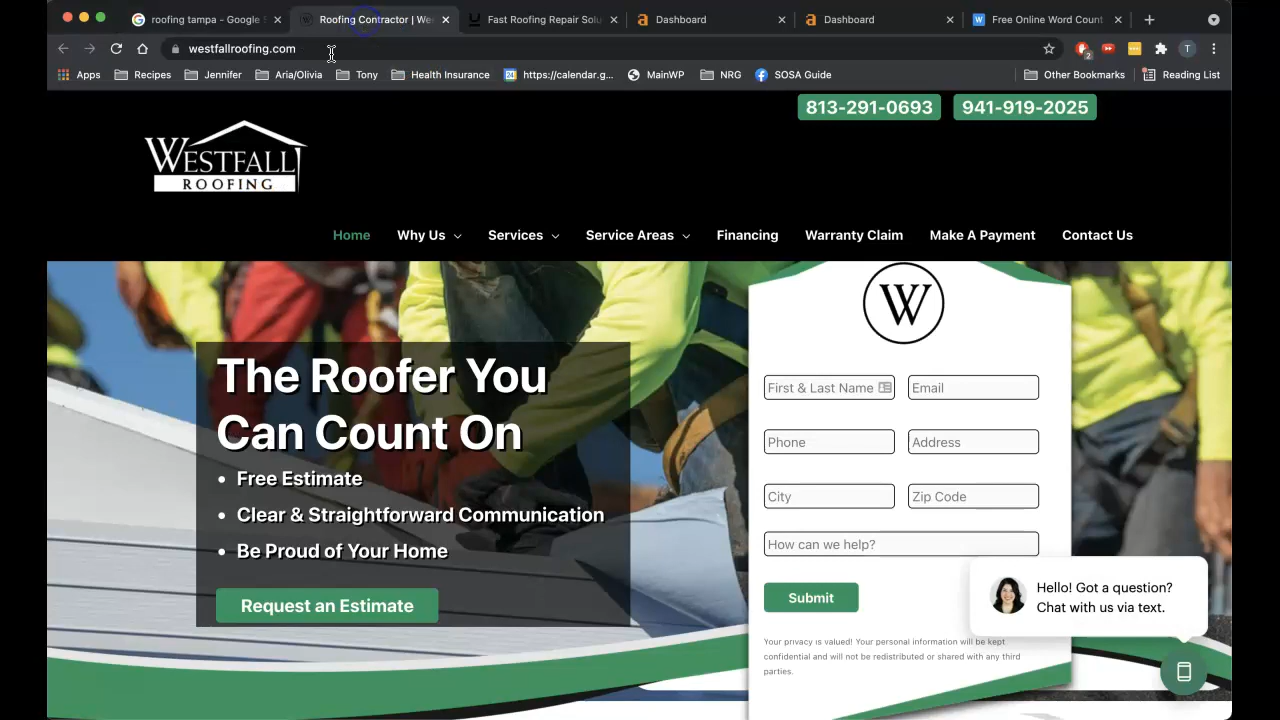 roofing tampa - Google
Roofing Contractor | We
Fast Roofing Repair Solu
Dashboard
Dashboard
Free Online Word Count
westfallroofing.com
2
T
Apps
Recipes
Jennifer
Aria/Olivia
Tony
Health Insurance
https://calendar.g...
MainWP
NRG
SOSA Guide
Other Bookmarks
Reading List
813-291-0693
941-919-2025
WESTFALL
ROOFING
Home
Why Us
Services
Service Areas
Financing
Warranty Claim
Make A Payment
Contact Us
W
The Roofer You
Can Count On
Free Estimate
Clear & Straightforward Communication
Be Proud of Your Home
Request an Estimate
First & Last Name
Email
Phone
Address
City
Zip Code
How can we help?
Submit
Your privacy is valued! Your personal information will be kept
confidential and will not be redistributed or shared with any third
parties.
Hello! Got a question?
Chat with us via text.